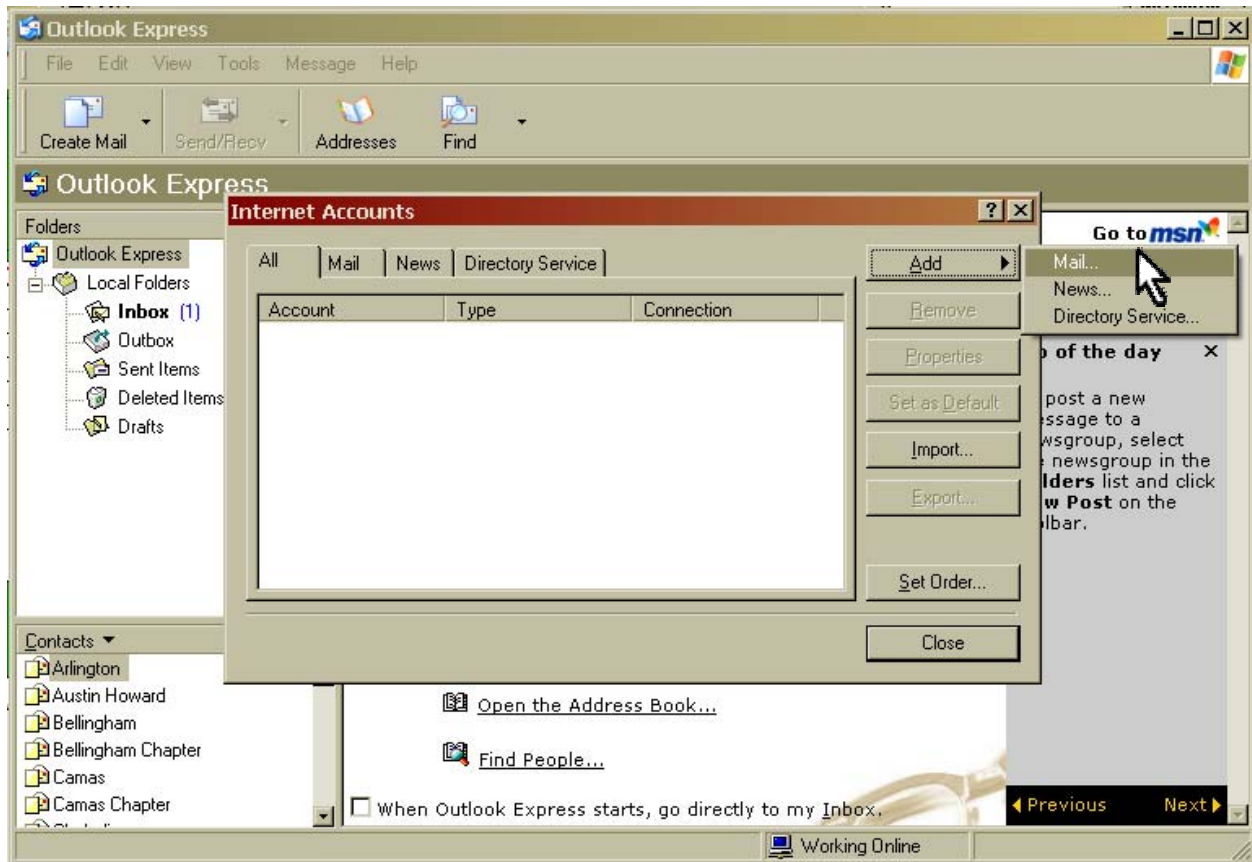 Outlook Express
File Edit View Tools Message Help
Create Mail Send/Recv Addresses Find
Outlook Express
Folders
Outlook Express
Local Folders
Inbox (1)
Outbox
Sent Items
Deleted Items
Drafts
Contacts
Arlington
Austin Howard
Bellingham
Bellingham Chapter
Camas
Camas Chapter
Internet Accounts
All Mail News Directory Service
Account Type Connection
Add
Remove
Properties
Set as Default
Import...
Export...
Set Order...
Close
Mail...
News...
Directory Service...
Go to msn
of the day
post a new
to a
select
newsgroup in the
list and click
Post on the
Open the Address Book...
Find People...
When Outlook Express starts, go directly to my Inbox.
Previous Next
Working Online